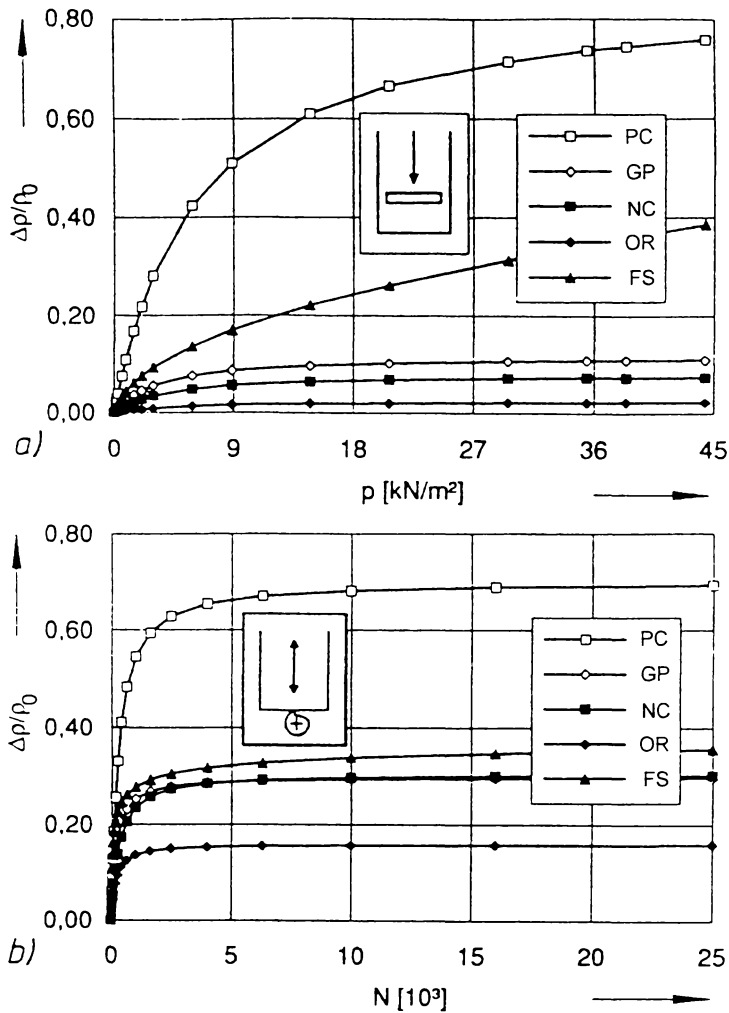 0,80
0,60
0,40
0,20
0,00
Δρ/ρ0
PC
GP
NC
OR
FS
a)
0 9 18 27 36 45
p [kN/m²]
0,80
0,60
0,40
0,20
0,00
Δρ/ρ0
PC
GP
NC
OR
FS
b)
0 5 10 15 20 25
N [10³]